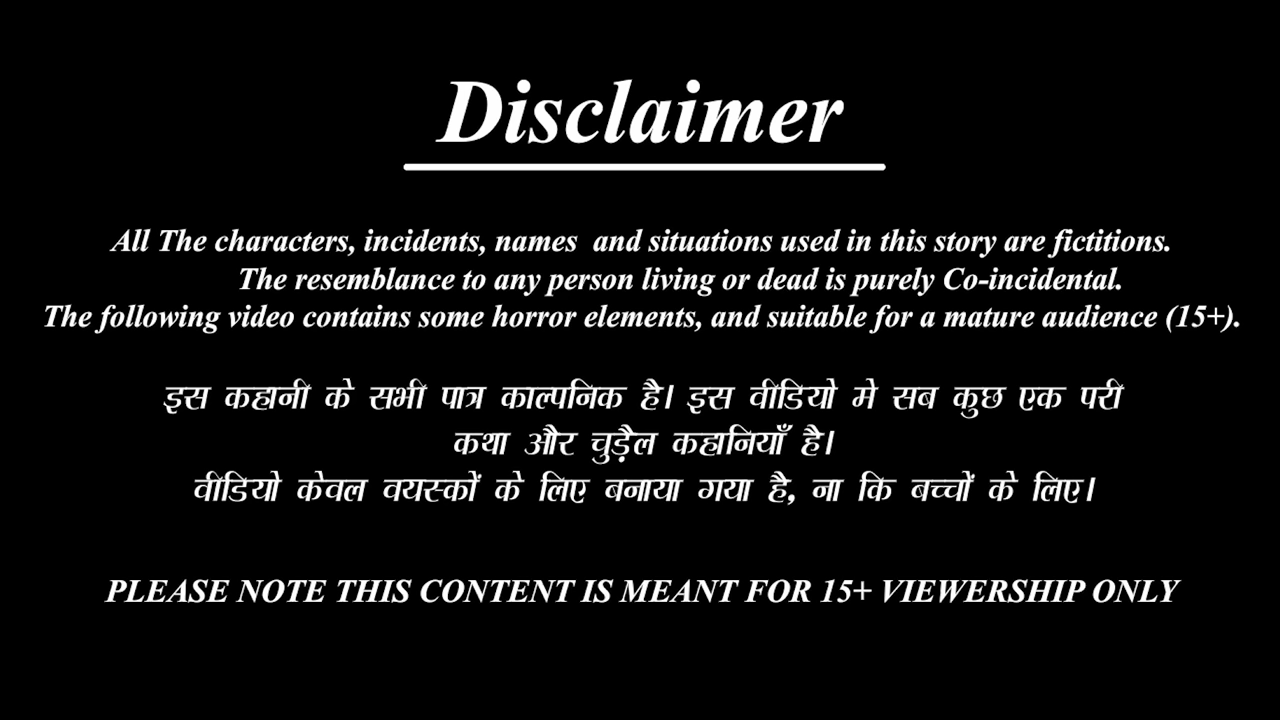 Disclaimer
All The characters, incidents, names and situations used in this story are fictitions.
The resemblance to any person living or dead is purely Co-incidental.
The following video contains some horror elements, and suitable for a mature audience (15+).
इस कहानी के सभी पात्र काल्पनिक है। इस वीडियो मे सब कुछ एक परी
कथा और चुड़ैल कहानियाँ है।
वीडियो केवल वयस्कों के लिए बनाया गया है, ना कि बच्चों के लिए।
PLEASE NOTE THIS CONTENT IS MEANT FOR 15+ VIEWERSHIP ONLY